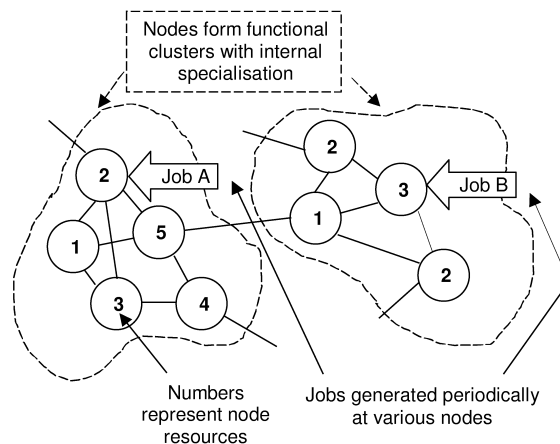 Nodes form functional
clusters with internal
specialisation
2
Job A
1
5
3
4
2
3
Job B
1
2
Numbers
represent node
resources
Jobs generated periodically
at various nodes